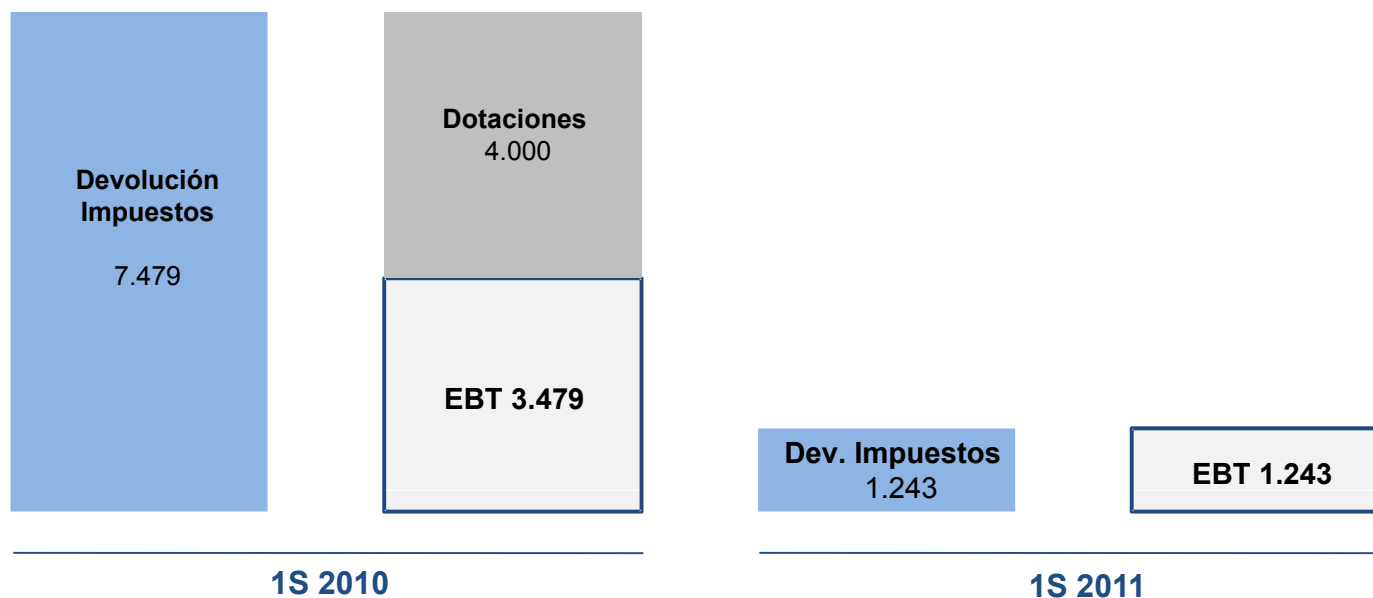 Devolución
Impuestos
7.479
Dotaciones
4.000
EBT 3.479
1S 2010
Dev. Impuestos
1.243
EBT 1.243
1S 2011